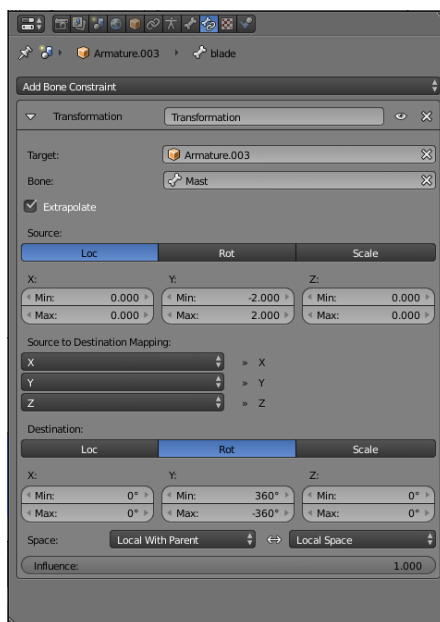 Armature.003 blade
Add Bone Constraint
Transformation Transformation
Target: Armature.003
Bone: Mast
Extrapolate
Source:
Loc Rot Scale
X: Y: Z:
Min: 0.000 Min: -2.000 Min: 0.000
Max: 0.000 Max: 2.000 Max: 0.000
Source to Destination Mapping:
X » X
Y » Y
Z » Z
Destination:
Loc Rot Scale
X: Y: Z:
Min: 0° Min: 360° Min: 0°
Max: 0° Max: -360° Max: 0°
Space: Local With Parent Local Space
Influence: 1.000